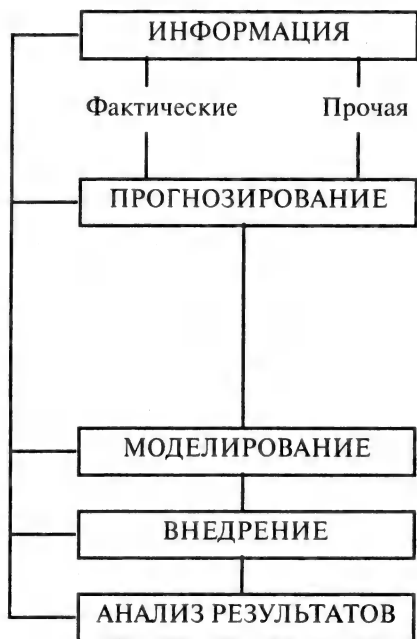 ИНФОРМАЦИЯ
Фактические Прочая
ПРОГНОЗИРОВАНИЕ
МОДЕЛИРОВАНИЕ
ВНЕДРЕНИЕ
АНАЛИЗ РЕЗУЛЬТАТОВ